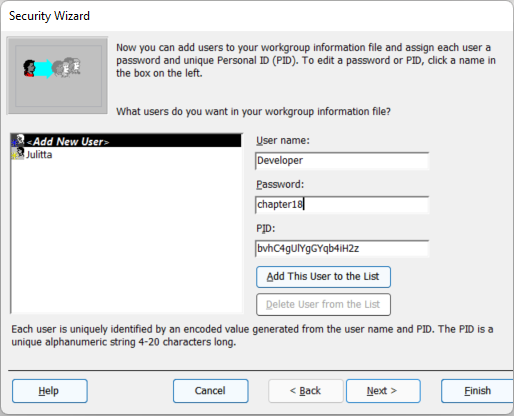 Security Wizard
Now you can add users to your workgroup information file and assign each user a
password and unique Personal ID (PID). To edit a password or PID, click a name in
the box on the left.
What users do you want in your workgroup information file?
<Add New User>
Julitta
User name:
Developer
Password:
chapter18
PID:
bvhC4gUlYgGYqb4iH2z
Add This User to the List
Delete User from the List
Each user is uniquely identified by an encoded value generated from the user name and PID. The PID is a
unique alphanumeric string 4-20 characters long.
Help
Cancel
< Back
Next >
Finish